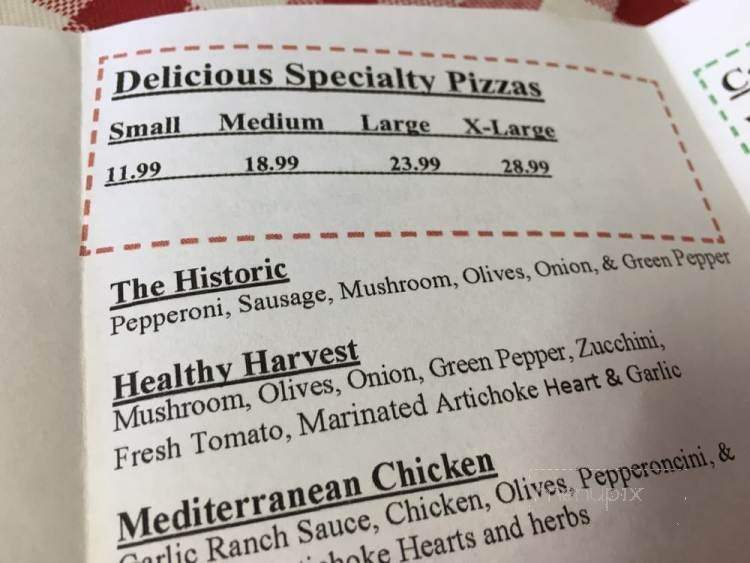 Delicious Specialty Pizzas
Small Medium Large X-Large
11.99 18.99 23.99 28.99
The Historic
Pepperoni, Sausage, Mushroom, Olives, Onion, & Green Pepper
Healthy Harvest
Mushroom, Olives, Onion, Green Pepper, Zucchini,
Fresh Tomato, Marinated Artichoke Heart & Garlic
Mediterranean Chicken
Garlic Ranch Sauce, Chicken, Olives, Pepperoncini, &
Hearts and herbs
menupix